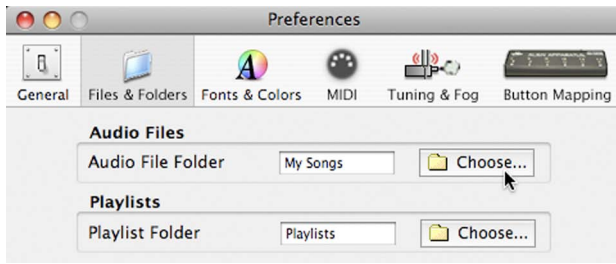 Preferences
General Files & Folders Fonts & Colors MIDI Tuning & Fog Button Mapping
Audio Files
Audio File Folder My Songs Choose...
Playlists
Playlist Folder Playlists Choose...